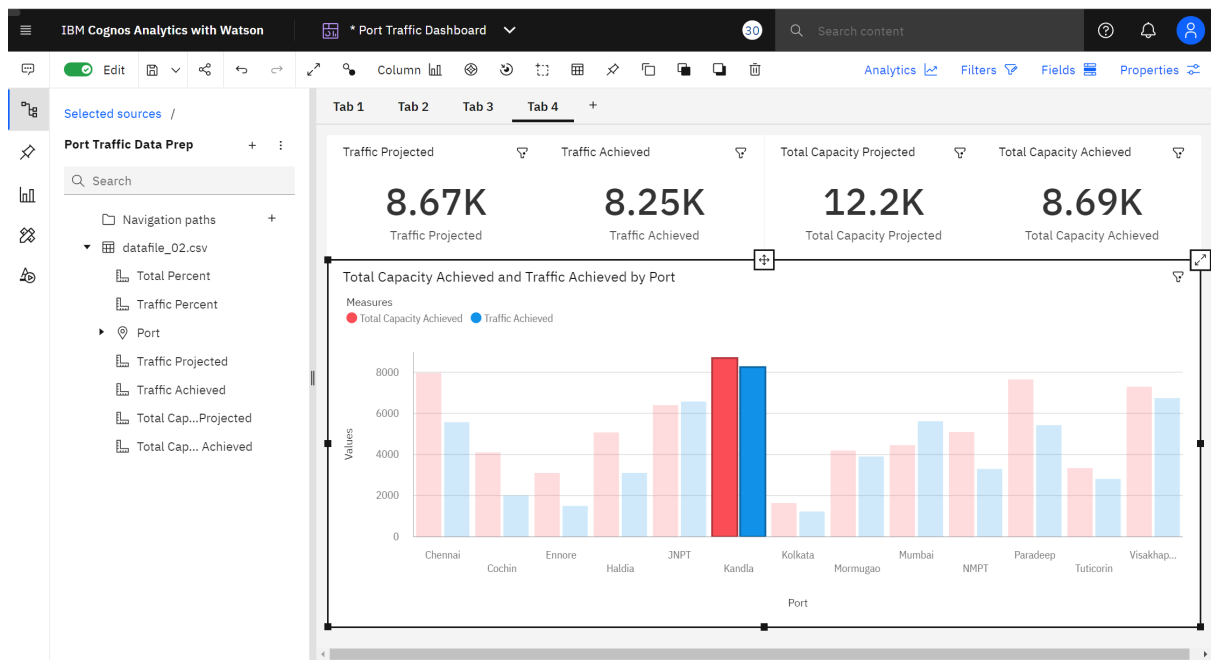 IBM Cognos Analytics with Watson
* Port Traffic Dashboard
30
Search content
Edit
Column
Analytics
Filters
Fields
Properties
Selected sources /
Port Traffic Data Prep
Search
Navigation paths
datafile_02.csv
Total Percent
Traffic Percent
Port
Traffic Projected
Traffic Achieved
Total Cap...Projected
Total Cap... Achieved
Tab 1 Tab 2 Tab 3 Tab 4 +
Traffic Projected
8.67K
Traffic Projected
Traffic Achieved
8.25K
Traffic Achieved
Total Capacity Projected
12.2K
Total Capacity Projected
Total Capacity Achieved
8.69K
Total Capacity Achieved
Total Capacity Achieved and Traffic Achieved by Port
Measures
Total Capacity Achieved Traffic Achieved
Values
8000
6000
4000
2000
0
Chennai
Cochin
Ennore
Haldia
JNPT
Kandla
Kolkata
Mormugao
Mumbai
NMPT
Paradeep
Tuticorin
Visakhap...
Port